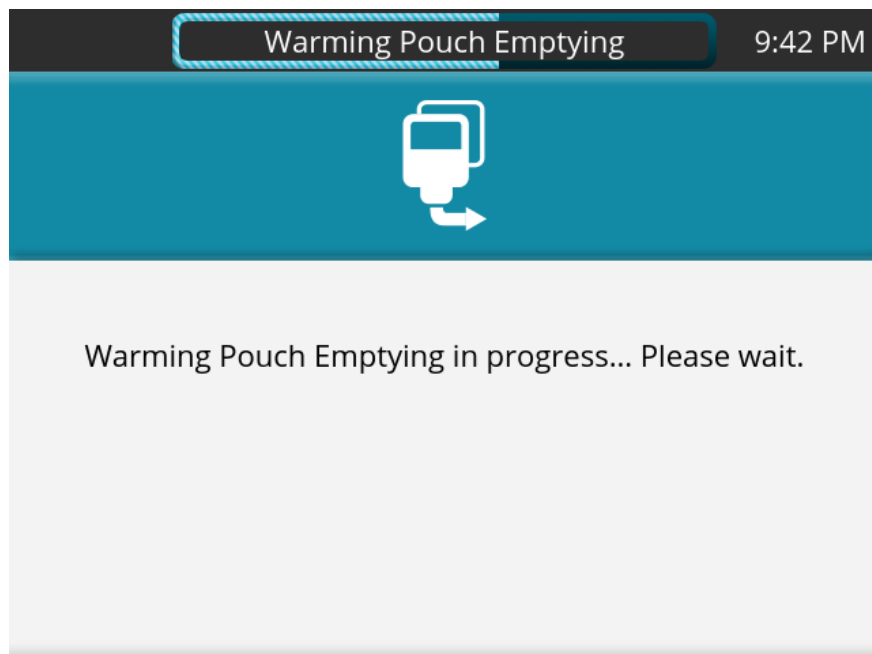 Warming Pouch Emptying
9:42 PM
Warming Pouch Emptying in progress... Please wait.